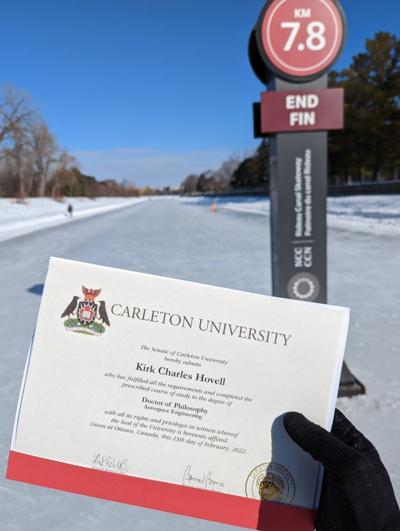 KM
7.8
END
FIN
Rideau Canal Skateway
Patinoire du canal Rideau
NCC
CCN
CARLETON UNIVERSITY
The Senate of Carleton University
hereby admits
Kirk Charles Hovell
who has fulfilled all the requirements and completed the
prescribed course of study to the degree of
Doctor of Philosophy
Aerospace Engineering
with all its rights and privileges in witness whereof
the Seal of the University is hereunto affixed.
Given at Ottawa, Canada, this 25th day of February, 2022.